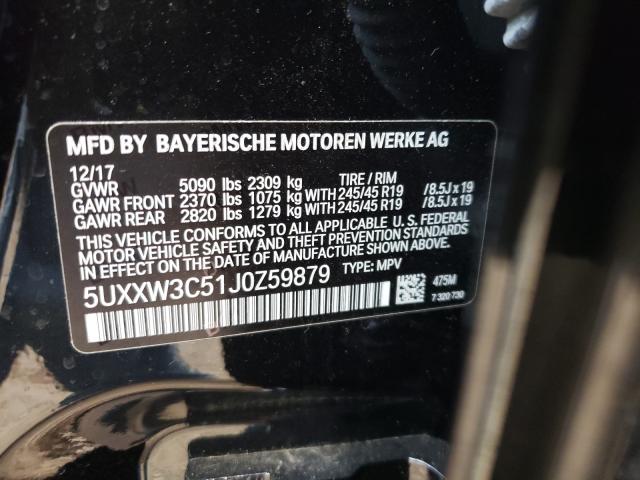 MFD BY BAYERISCHE MOTOREN WERKE AG
12/17
GVWR 5090 lbs 2309 kg TIRE / RIM
GAWR FRONT 2370 lbs 1075 kg WITH 245/45 R19 /8.5J x 19
GAWR REAR 2820 lbs 1279 kg WITH 245/45 R19 /8.5J x 19
THIS VEHICLE CONFORMS TO ALL APPLICABLE U. S. FEDERAL
MOTOR VEHICLE SAFETY AND THEFT PREVENTION STANDARDS
IN EFFECT ON THE DATE OF MANUFACTURE SHOWN ABOVE.
5UXXW3C51J0Z59879 TYPE: MPV
475M
7 320 730